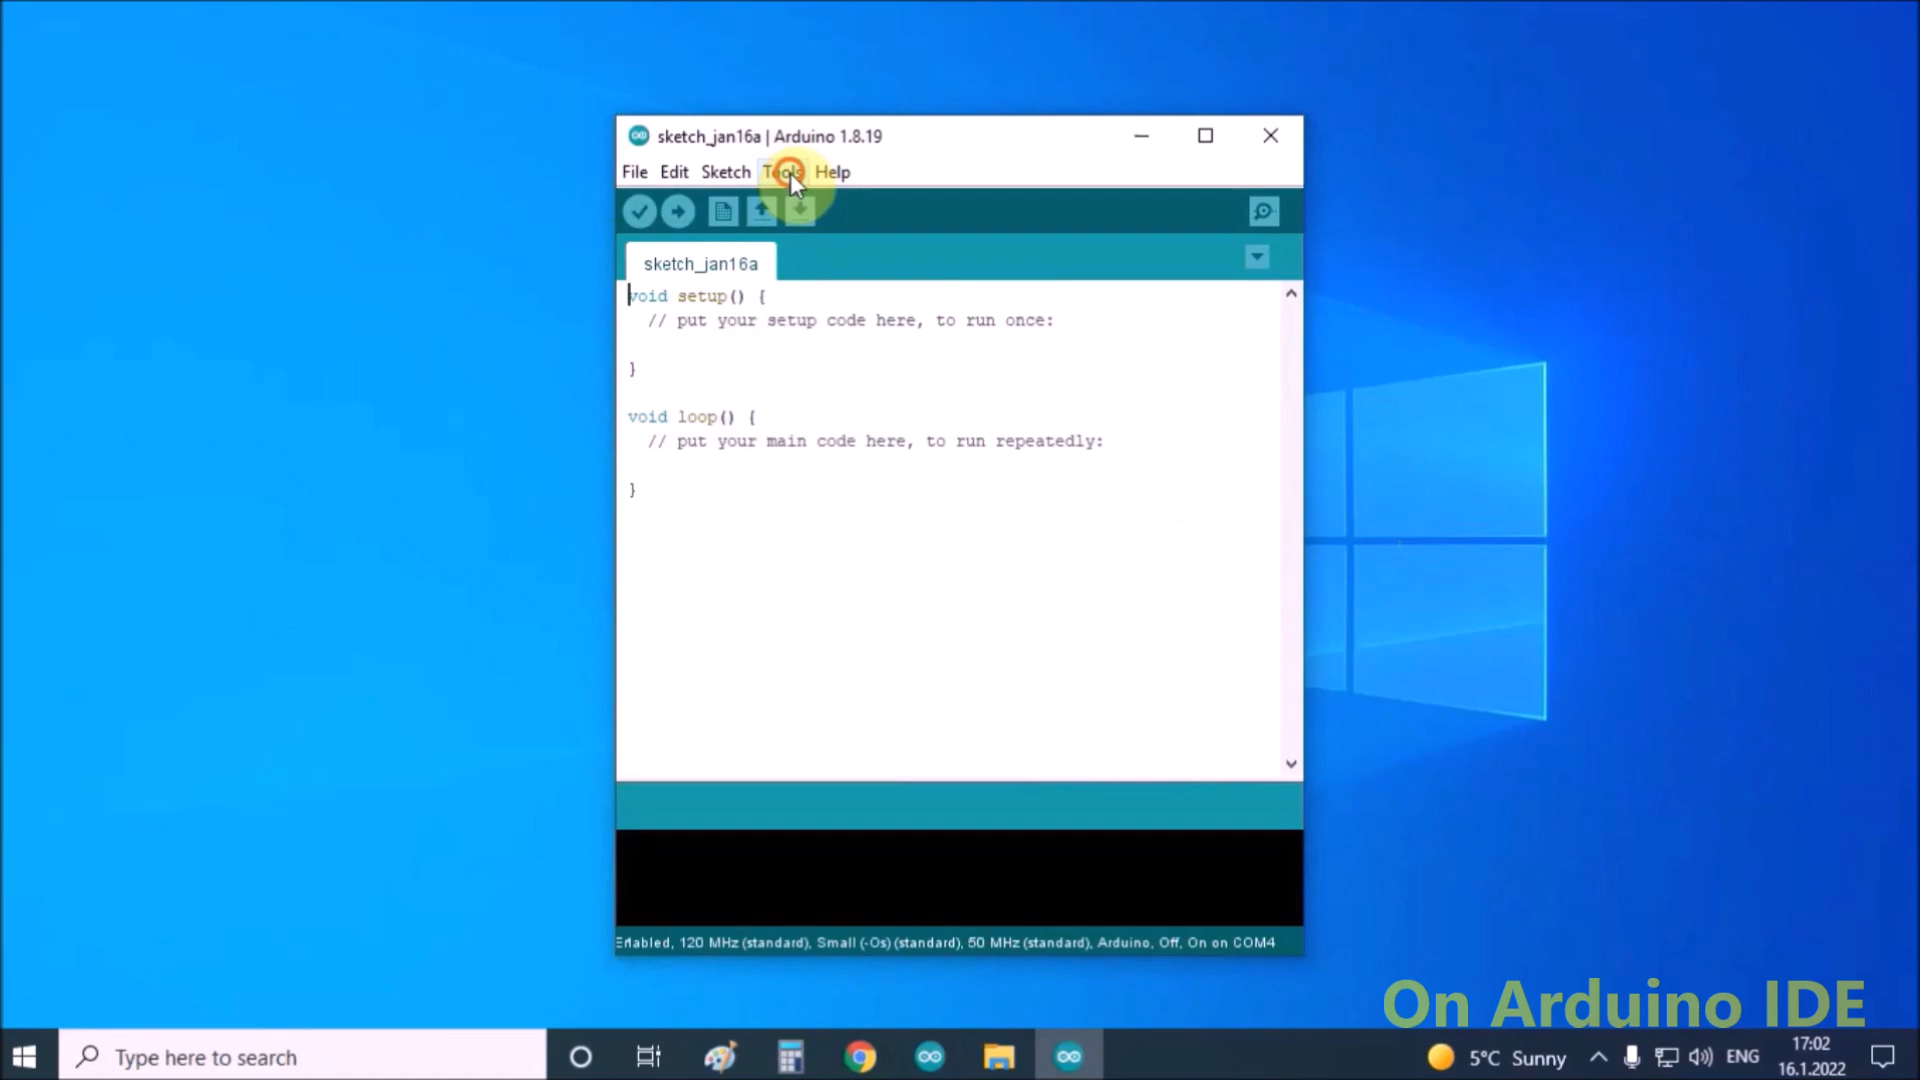 sketch_jan16a | Arduino 1.8.19
File Edit Sketch Tools Help
sketch_jan16a
void setup() {
// put your setup code here, to run once:
}
void loop() {
// put your main code here, to run repeatedly:
}
Enabled, 120 MHz (standard), Small (-Os) (standard), 50 MHz (standard), Arduino, Off, On on COM4
On Arduino IDE
Type here to search
5°C Sunny
ENG
17:02
16.1.2022